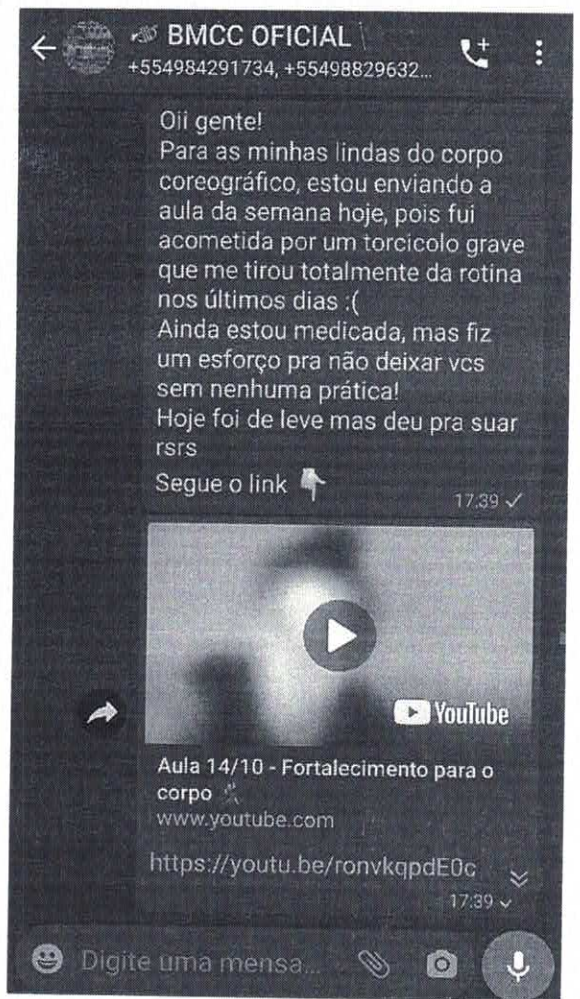 BMCC OFICIAL
+554984291734, +55498829632...
Oii gente!
Para as minhas lindas do corpo
coreográfico, estou enviando a
aula da semana hoje, pois fui
acometida por um torcicolo grave
que me tirou totalmente da rotina
nos últimos dias :(
Ainda estou medicada, mas fiz
um esforço pra não deixar vcs
sem nenhuma prática!
Hoje foi de leve mas deu pra suar
rsrs
Segue o link 👇
17:39
YouTube
Aula 14/10 - Fortalecimento para o
corpo
www.youtube.com
https://youtu.be/ronvkqpdE0c
17:39
Digite uma mensa...